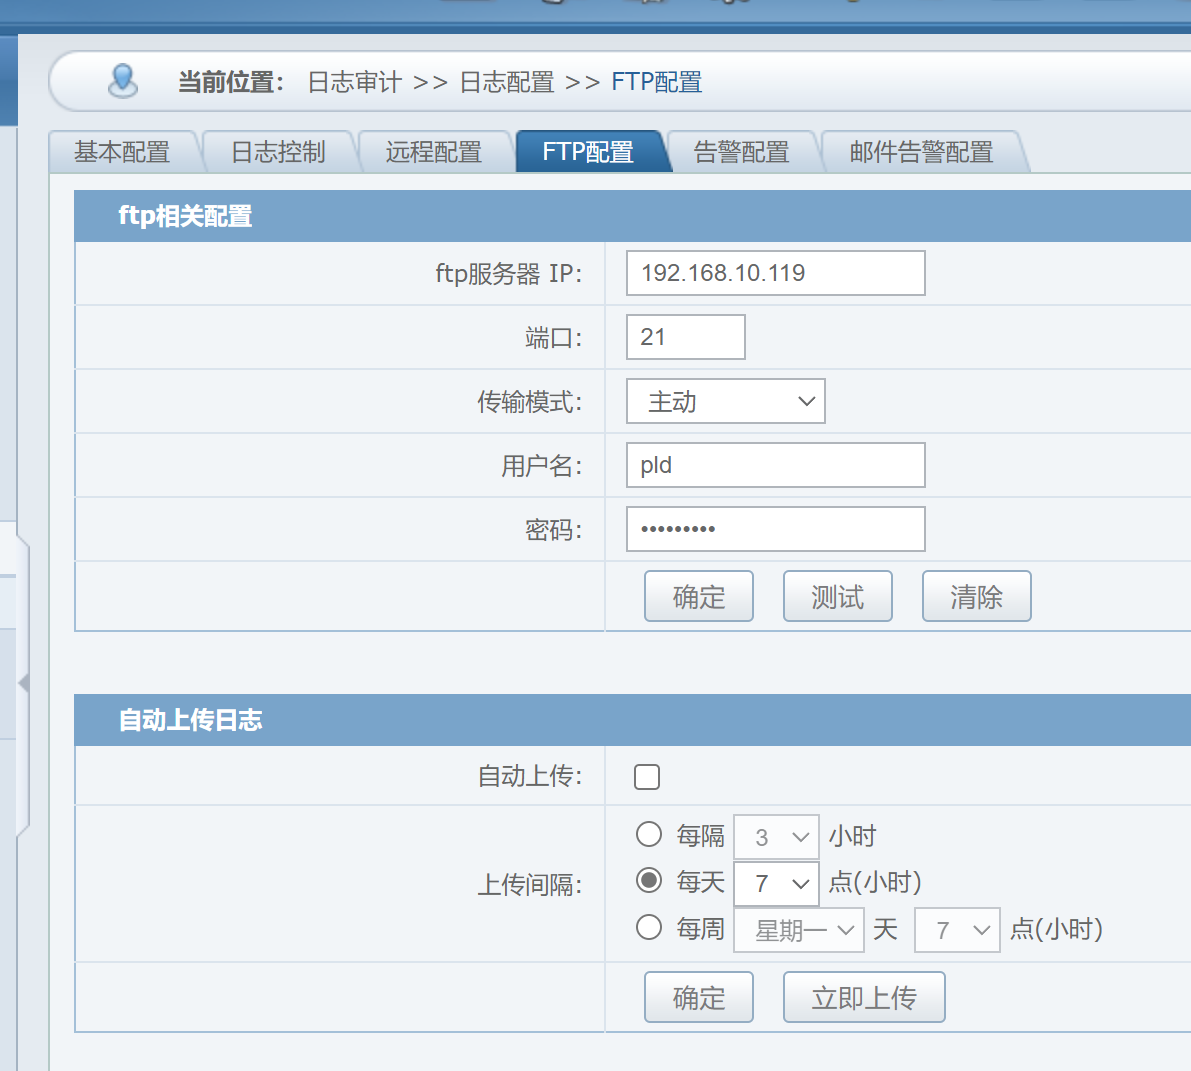 当前位置： 日志审计 >> 日志配置 >> FTP配置
基本配置 日志控制 远程配置 FTP配置 告警配置 邮件告警配置
ftp相关配置
ftp服务器 IP: 192.168.10.119
端口: 21
传输模式: 主动
用户名: pld
密码: •••••••••
确定 测试 清除
自动上传日志
自动上传:
上传间隔:
每隔 3 小时
每天 7 点(小时)
每周 星期一 天 7 点(小时)
确定 立即上传